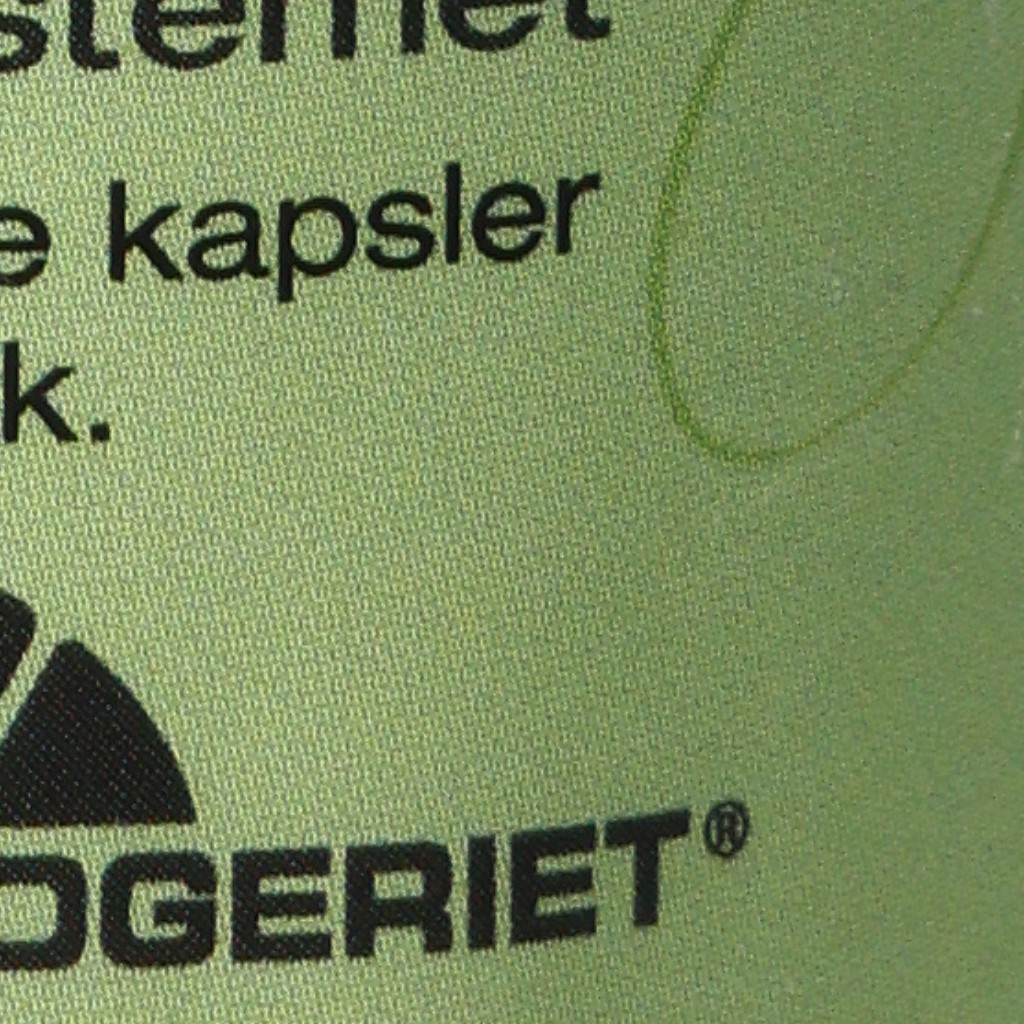 e kapsler
k.
OGERIET®